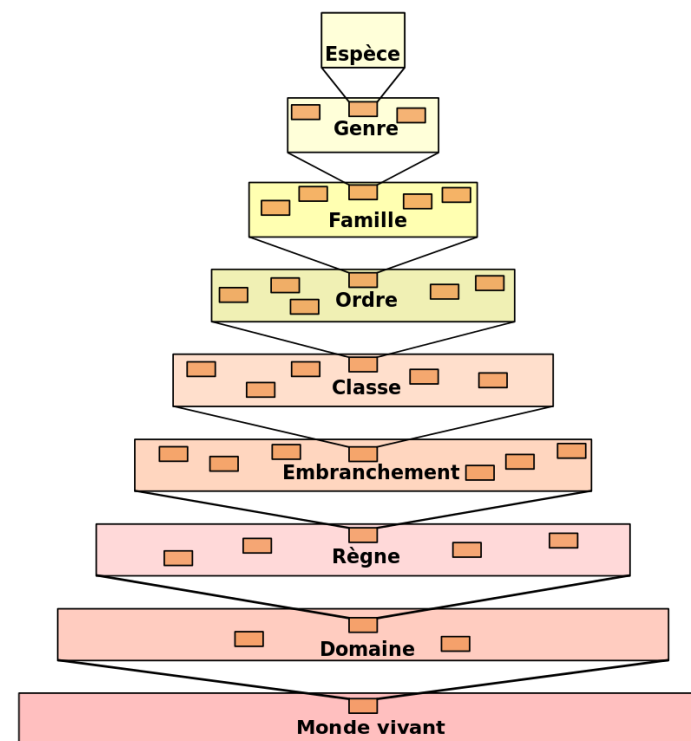 Espèce
Genre
Famille
Ordre
Classe
Embranchement
Règne
Domaine
Monde vivant